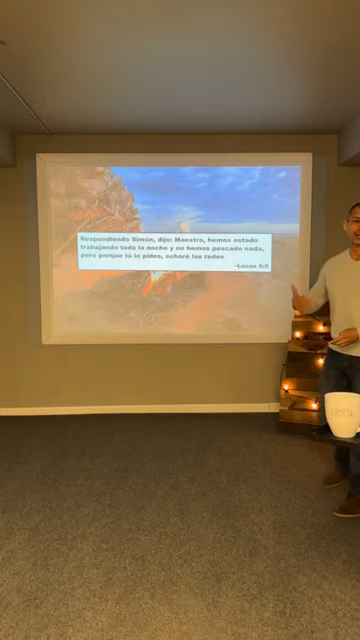 Respondiendo Simón, dijo: Maestro, hemos estado
trabajando toda la noche y no hemos pescado nada,
pero porque tú lo pides, echaré las redes
-Lucas 5:5